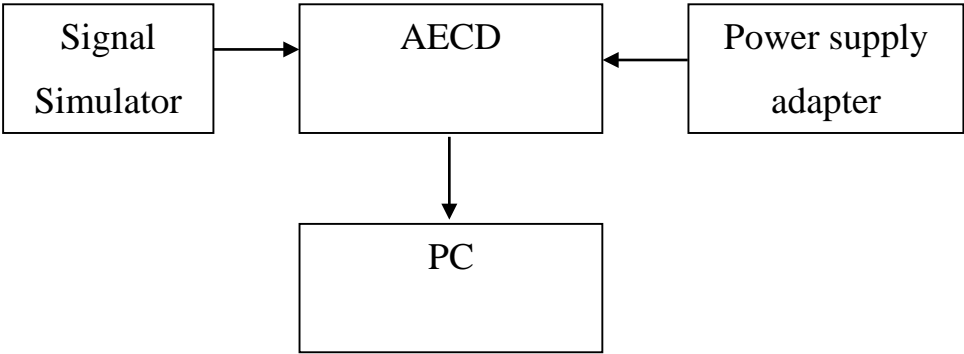 Signal
Simulator
AECD
Power supply
adapter
PC